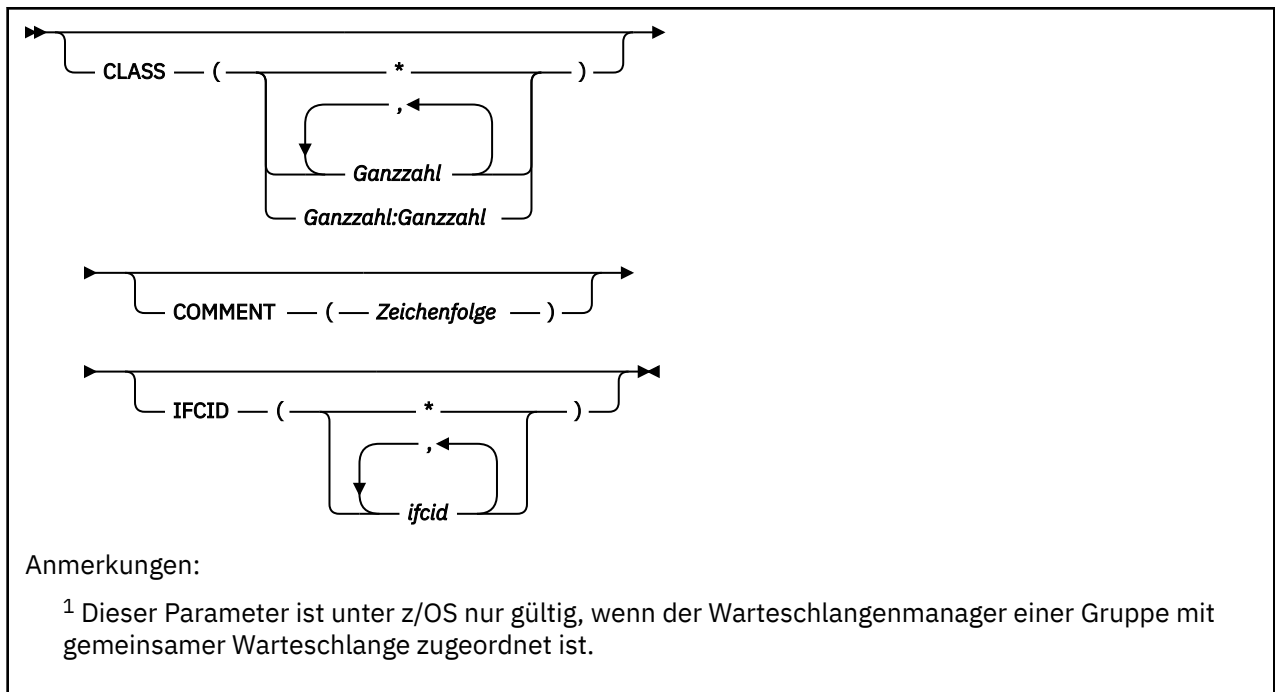 *
CLASS ( )
,
Ganzzahl
Ganzzahl:Ganzzahl
COMMENT ( Zeichenfolge )
*
IFCID ( )
,
ifcid
Anmerkungen:
1 Dieser Parameter ist unter z/OS nur gültig, wenn der Warteschlangenmanager einer Gruppe mit
gemeinsamer Warteschlange zugeordnet ist.